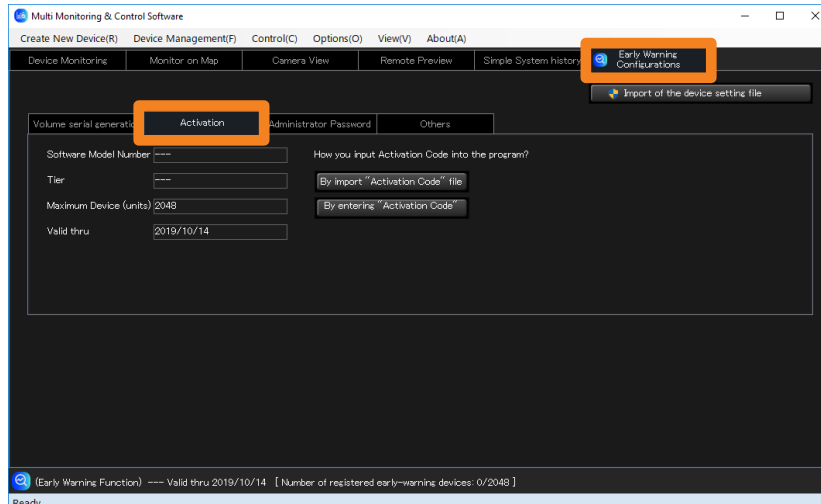 Multi Monitoring & Control Software
Create New Device(R) Device Management(F) Control(C) Options(O) View(V) About(A)
Device Monitoring Monitor on Map Camera View Remote Preview Simple System history Early Warning Configurations
Import of the device setting file
Volume serial generati Activation Administrator Password Others
Software Model Number --- How you input Activation Code into the program?
Tier --- By import "Activation Code" file
Maximum Device (units) 2048 By entering "Activation Code"
Valid thru 2019/10/14
(Early Warning Function) --- Valid thru 2019/10/14 [ Number of registered early-warning devices: 0/2048 ]
Ready